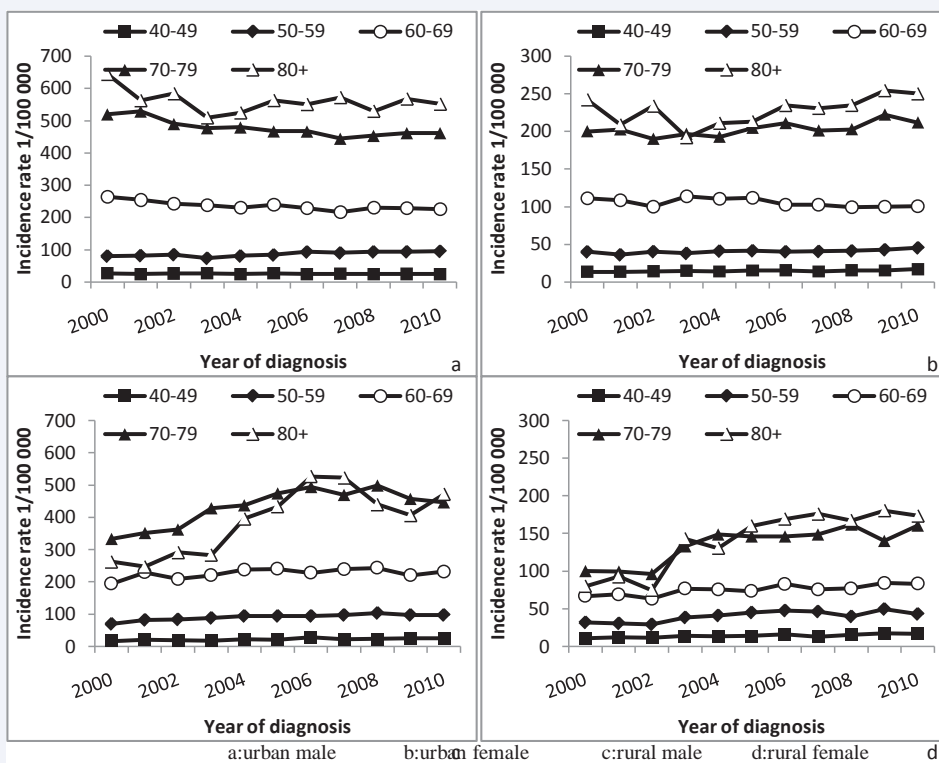 40-49 50-59 60-69
70-79 80+
Incidence rate 1/100 000
700
600
500
400
300
200
100
0
2000 2002 2004 2006 2008 2010
Year of diagnosis
a
40-49 50-59 60-69
70-79 80+
Incidence rate 1/100 000
300
250
200
150
100
50
0
2000 2002 2004 2006 2008 2010
Year of diagnosis
b
40-49 50-59 60-69
70-79 80+
Incidence rate 1/100 000
700
600
500
400
300
200
100
0
2000 2002 2004 2006 2008 2010
Year of diagnosis
c
40-49 50-59 60-69
70-79 80+
Incidence rate 1/100 000
300
250
200
150
100
50
0
2000 2002 2004 2006 2008 2010
Year of diagnosis
d
a:urban male b:urban female c:rural male d:rural female